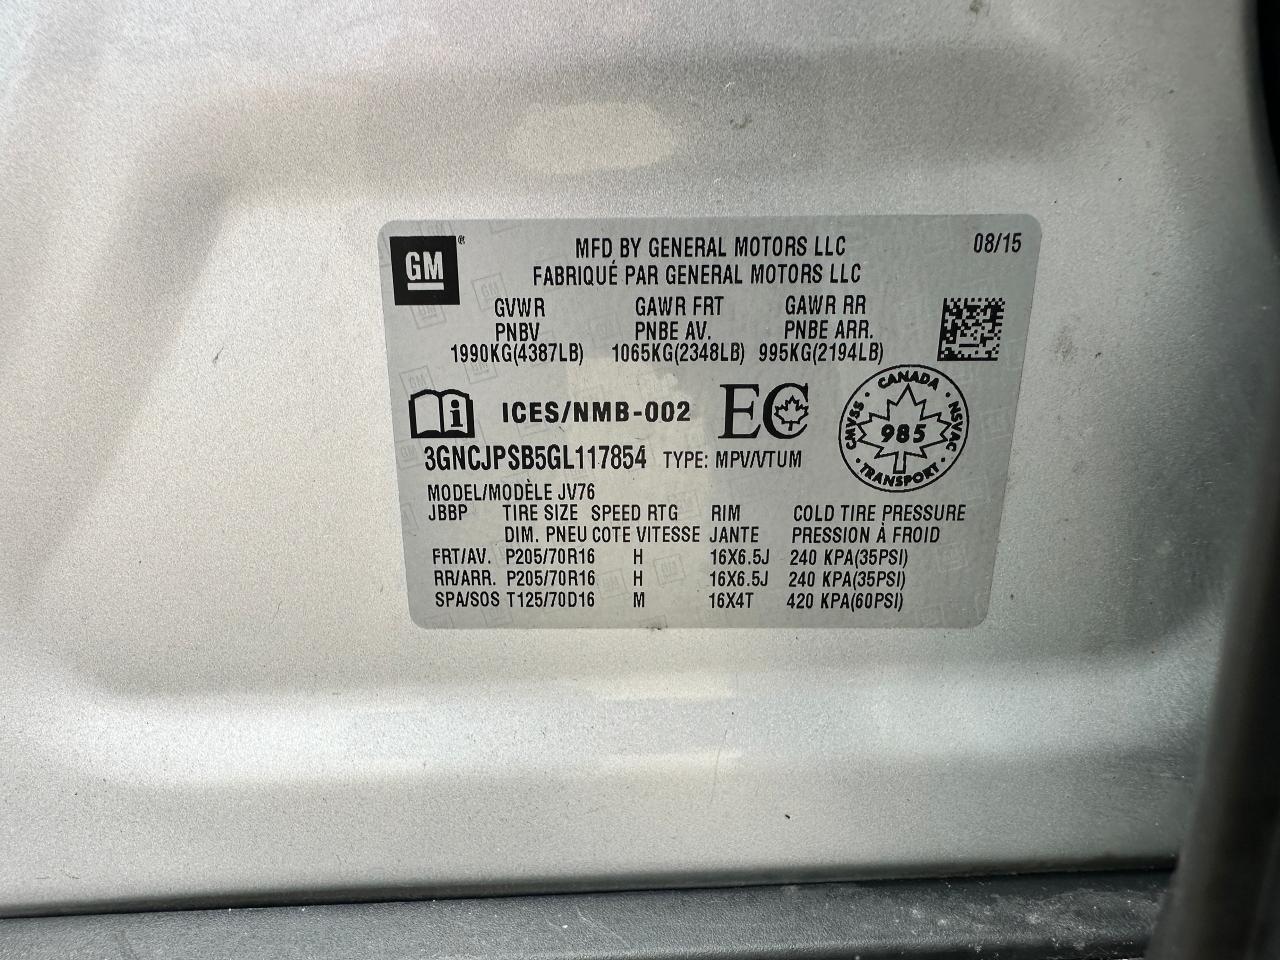 GM®
MFD BY GENERAL MOTORS LLC 08/15
FABRIQUÉ PAR GENERAL MOTORS LLC
GVWR GAWR FRT GAWR RR
PNBV PNBE AV. PNBE ARR.
1990KG(4387LB) 1065KG(2348LB) 995KG(2194LB)
i ICES/NMB-002 EC
CANADA CMVSS NSVAC 985 TRANSPORT
3GNCJPSB5GL117854 TYPE: MPV/VTUM
MODEL/MODÈLE JV76
JBBP TIRE SIZE SPEED RTG RIM COLD TIRE PRESSURE
DIM. PNEU COTE VITESSE JANTE PRESSION À FROID
FRT/AV. P205/70R16 H 16X6.5J 240 KPA(35PSI)
RR/ARR. P205/70R16 H 16X6.5J 240 KPA(35PSI)
SPA/SOS T125/70D16 M 16X4T 420 KPA(60PSI)